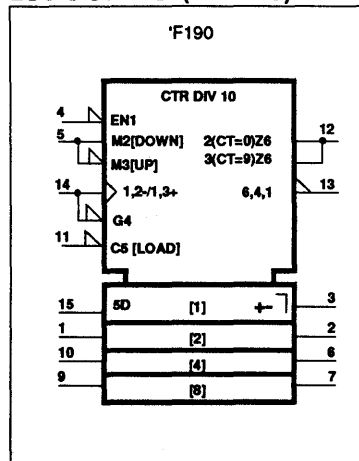 'F190
CTR DIV 10
4 EN1
5 M2[DOWN] 2(CT=0)Z6 12
M3[UP] 3(CT=9)Z6
14 1,2-/1,3+ 6,4,1 13
G4
11 C5 [LOAD]
15 5D [1] +- 3
1 [2] 2
10 [4] 6
9 [8] 7